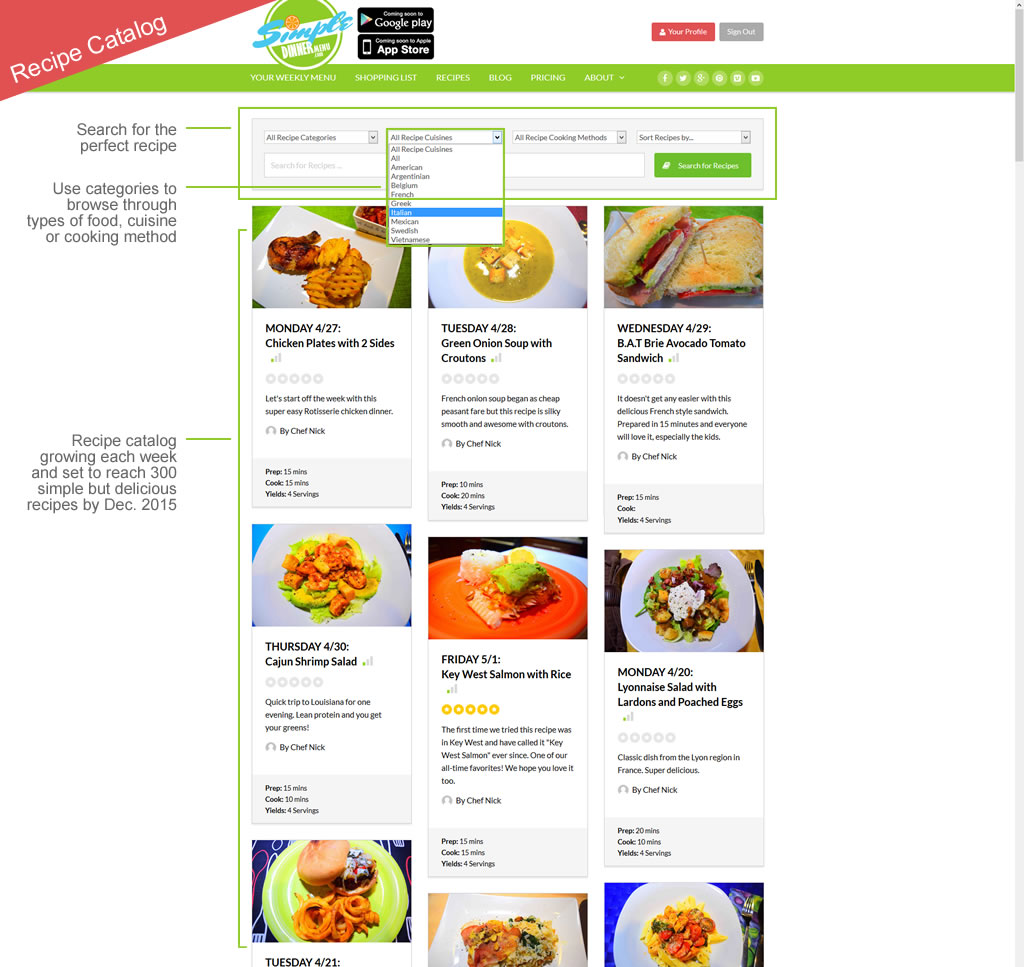 Recipe Catalog
Simple
DINNER MENU
.com
Coming soon to
Google play
Coming soon to Apple
App Store
Your Profile
Sign Out
YOUR WEEKLY MENU SHOPPING LIST RECIPES BLOG PRICING ABOUT
Search for the
perfect recipe
Use categories to
browse through
types of food, cuisine
or cooking method
Recipe catalog
growing each week
and set to reach 300
simple but delicious
recipes by Dec. 2015
All Recipe Categories
All Recipe Cuisines
All Recipe Cooking Methods
Sort Recipes by...
Search for Recipes ...
Search for Recipes
All Recipe Cuisines
All
American
Argentinian
Belgium
French
Greek
Italian
Mexican
Swedish
Vietnamese
MONDAY 4/27:
Chicken Plates with 2 Sides
Let's start off the week with this
super easy Rotisserie chicken dinner.
By Chef Nick
Prep: 15 mins
Cook: 15 mins
Yields: 4 Servings
TUESDAY 4/28:
Green Onion Soup with
Croutons
French onion soup began as cheap
peasant fare but this recipe is silky
smooth and awesome with croutons.
By Chef Nick
Prep: 10 mins
Cook: 20 mins
Yields: 4 Servings
WEDNESDAY 4/29:
B.A.T Brie Avocado Tomato
Sandwich
It doesn't get any easier with this
delicious French style sandwich.
Prepared in 15 minutes and everyone
will love it, especially the kids.
By Chef Nick
Prep: 15 mins
Cook:
Yields: 4 Servings
THURSDAY 4/30:
Cajun Shrimp Salad
Quick trip to Louisiana for one
evening. Lean protein and you get
your greens!
By Chef Nick
Prep: 15 mins
Cook: 10 mins
Yields: 4 Servings
FRIDAY 5/1:
Key West Salmon with Rice
The first time we tried this recipe was
in Key West and have called it "Key
West Salmon" ever since. One of our
all-time favorites! We hope you love it
too.
By Chef Nick
Prep: 15 mins
Cook: 15 mins
Yields: 4 Servings
MONDAY 4/20:
Lyonnaise Salad with
Lardons and Poached Eggs
Classic dish from the Lyon region in
France. Super delicious.
By Chef Nick
Prep: 20 mins
Cook: 10 mins
Yields: 4 Servings
TUESDAY 4/21: